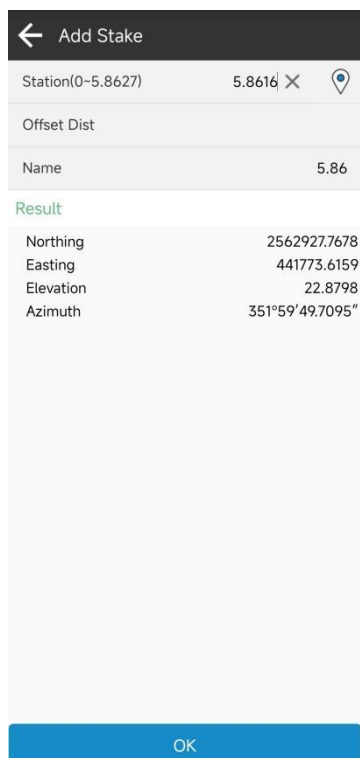 Add Stake
Station(0~5.8627) 5.8616
Offset Dist
Name 5.86
Result
Northing 2562927.7678
Easting 441773.6159
Elevation 22.8798
Azimuth 351°59′49.7095″
OK